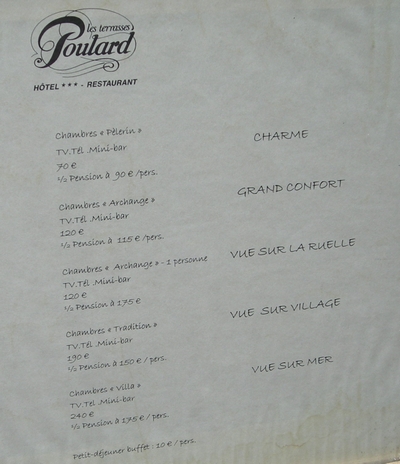 les terrasses
Poulard
HÔTEL *** - RESTAURANT
Chambres « Pèlerin »
TV.Tél .Mini-bar
70 €
½ Pension à 90 €/pers.
CHARME
Chambres « Archange »
TV.Tél .Mini-bar
120 €
½ Pension à 115 €/pers.
GRAND CONFORT
Chambres « Archange » - 1 personne
TV.Tél .Mini-bar
120 €
½ Pension à 175 €
VUE SUR LA RUELLE
Chambres « Tradition »
TV.Tél .Mini-bar
190 €
½ Pension à 150 € / pers.
VUE SUR VILLAGE
Chambres « Villa »
TV.Tél .Mini-bar
240 €
½ Pension à 175 € / pers.
VUE SUR MER
Petit-déjeuner buffet : 10 € / pers.